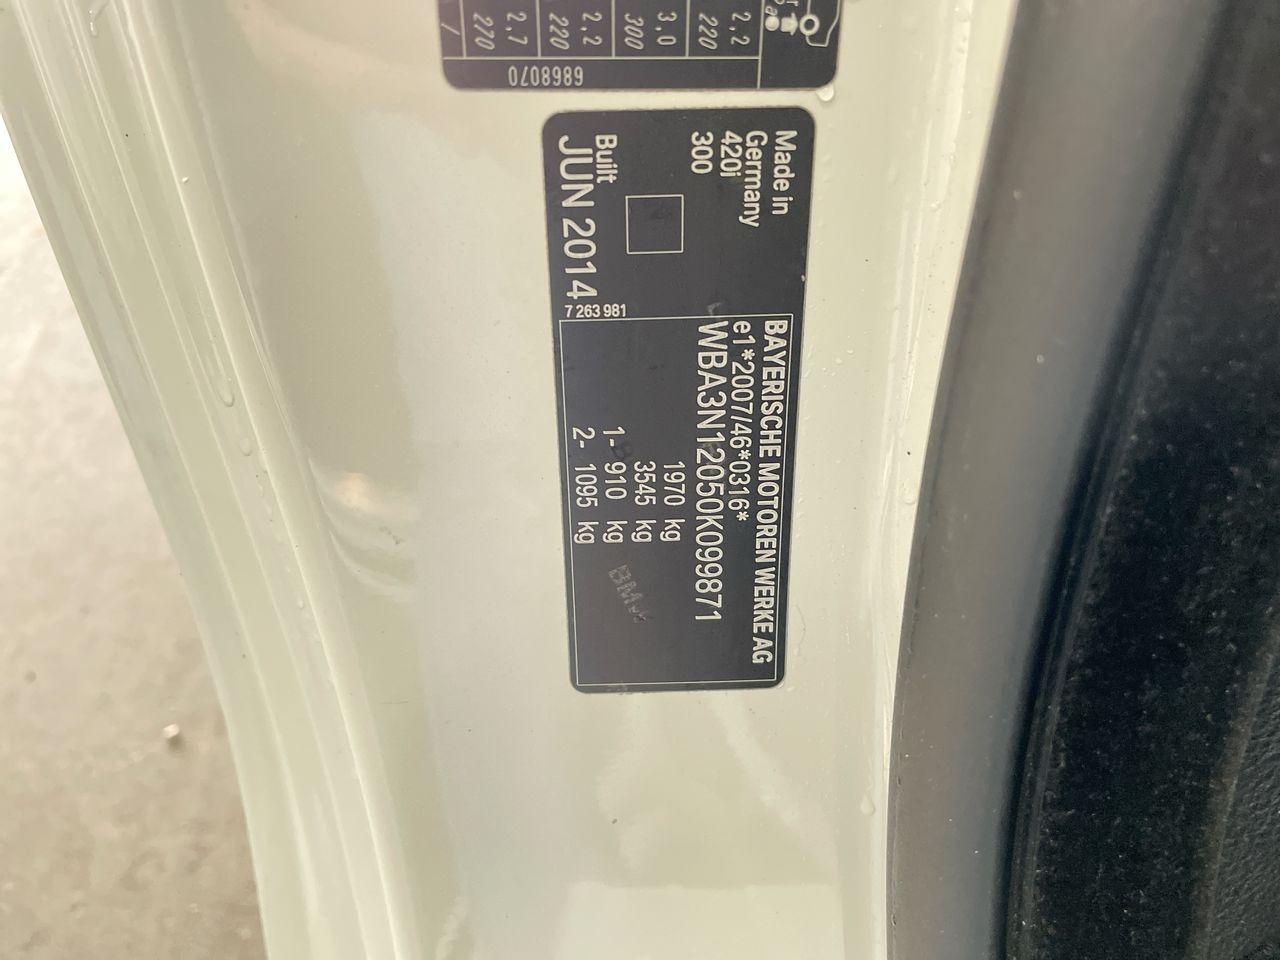 2,2
220
3,0
300
2,2
220
2,7
270
6868070
Made in
Germany
420i
300
Built
JUN 2014
7 263 981
BAYERISCHE MOTOREN WERKE AG
e1*2007/46*0316*
WBA3N12050K099871
1970 kg
3545 kg
1- 910 kg
2- 1095 kg